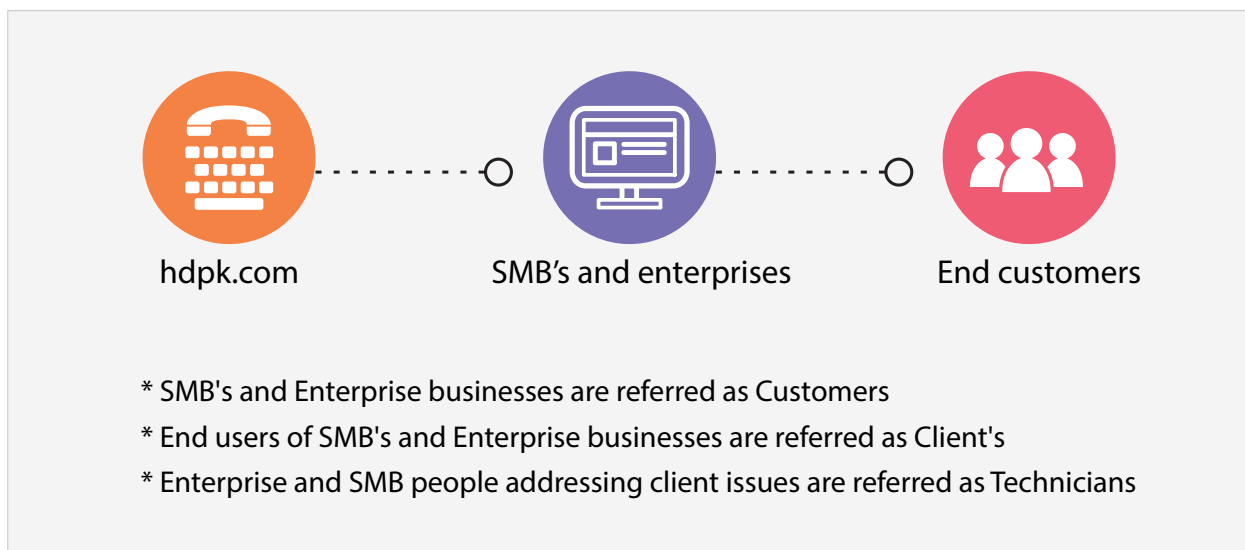 hdpk.com
SMB’s and enterprises
End customers
* SMB's and Enterprise businesses are referred as Customers
* End users of SMB's and Enterprise businesses are referred as Client's
* Enterprise and SMB people addressing client issues are referred as Technicians